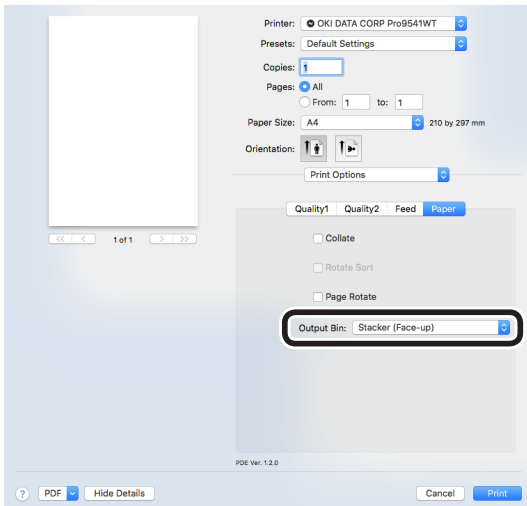 Printer: OKI DATA CORP Pro9541WT
Presets: Default Settings
Copies: 1
Pages: All
From: 1 to: 1
Paper Size: A4 210 by 297 mm
Orientation:
Print Options
Quality1 Quality2 Feed Paper
<< < 1 of 1 > >>
Collate
Rotate Sort
Page Rotate
Output Bin: Stacker (Face-up)
PDE Ver. 1.2.0
? PDF Hide Details Cancel Print